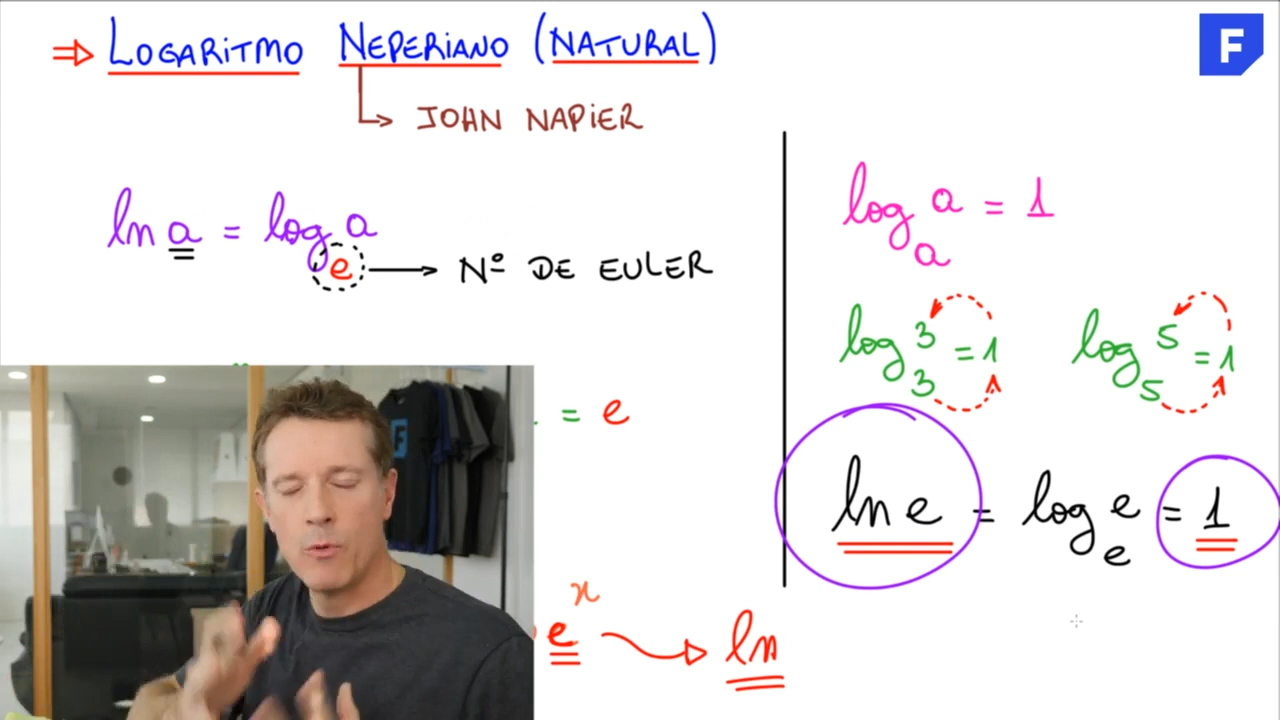 ⇒ LOGARITMO NEPERIANO (NATURAL)
F
→ JOHN NAPIER
ln a = log_e a → Nº DE EULER
= e
e^x → ln
log_a a = 1
log_3 3 = 1
log_5 5 = 1
ln e = log_e e = 1
F